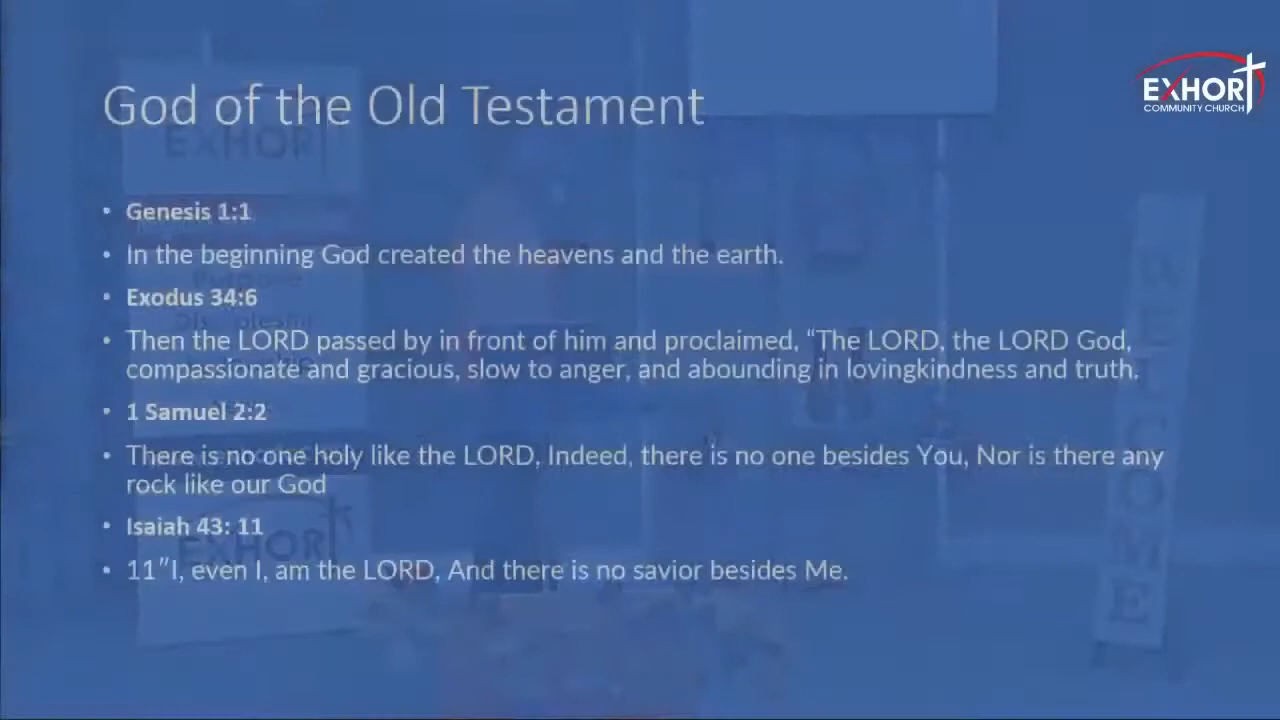 God of the Old Testament
EXHORT
COMMUNITY CHURCH
EXHORT
• Genesis 1:1
• In the beginning God created the heavens and the earth.
• Exodus 34:6
• Then the LORD passed by in front of him and proclaimed, “The LORD, the LORD God,
compassionate and gracious, slow to anger, and abounding in lovingkindness and truth.
• 1 Samuel 2:2
• There is no one holy like the LORD, Indeed, there is no one besides You, Nor is there any
rock like our God
• Isaiah 43: 11
• 11"I, even I, am the LORD, And there is no savior besides Me.
EXHORT
WELCOME